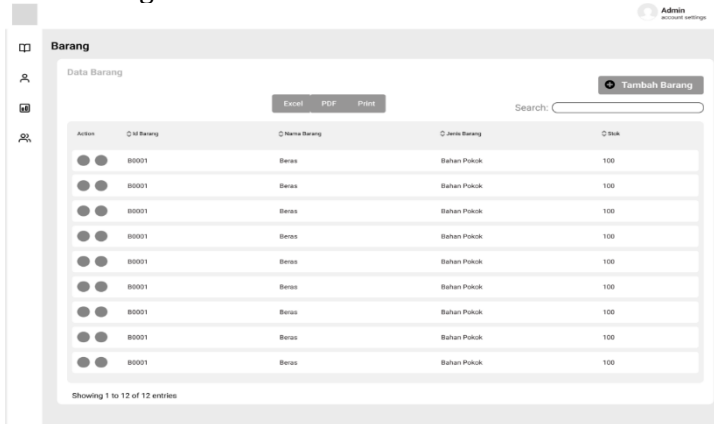 Admin
account settings
Barang
Data Barang
Tambah Barang
Excel PDF Print
Search:
Action Id Barang Nama Barang Jenis Barang Stok
B0001 Beras Bahan Pokok 100
B0001 Beras Bahan Pokok 100
B0001 Beras Bahan Pokok 100
B0001 Beras Bahan Pokok 100
B0001 Beras Bahan Pokok 100
B0001 Beras Bahan Pokok 100
B0001 Beras Bahan Pokok 100
B0001 Beras Bahan Pokok 100
B0001 Beras Bahan Pokok 100
Showing 1 to 12 of 12 entries